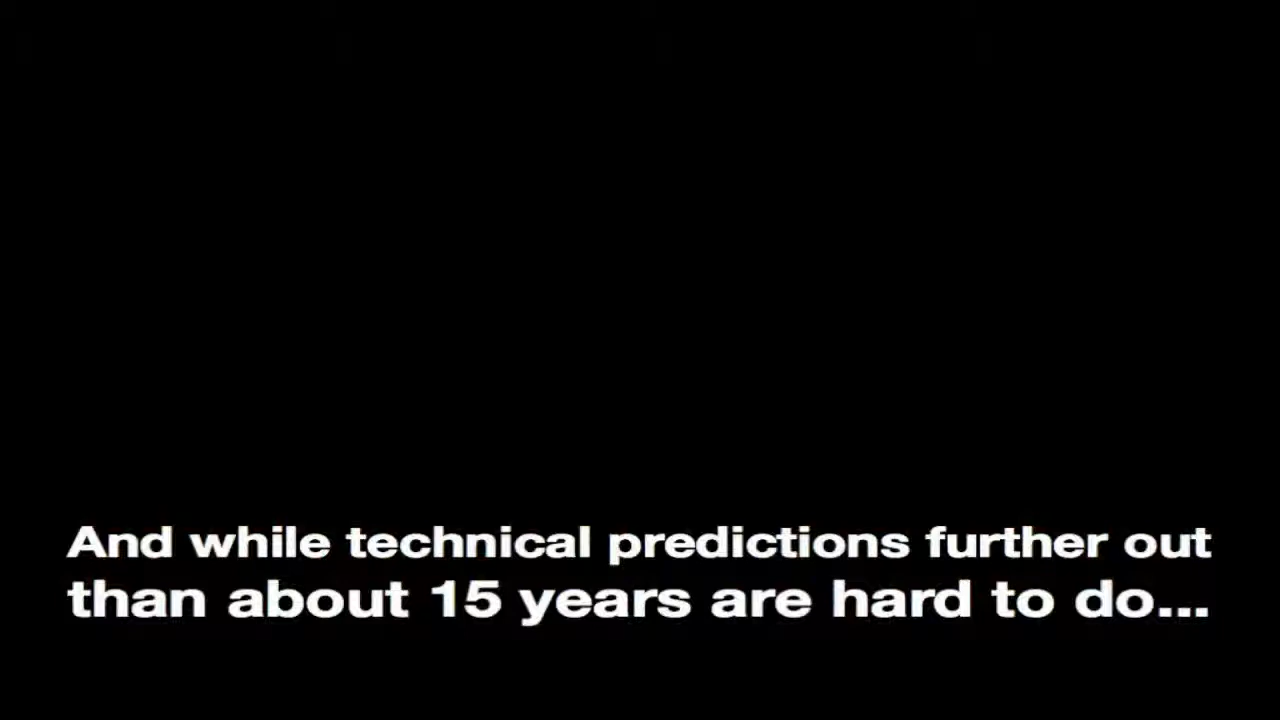 And while technical predictions further out
than about 15 years are hard to do...